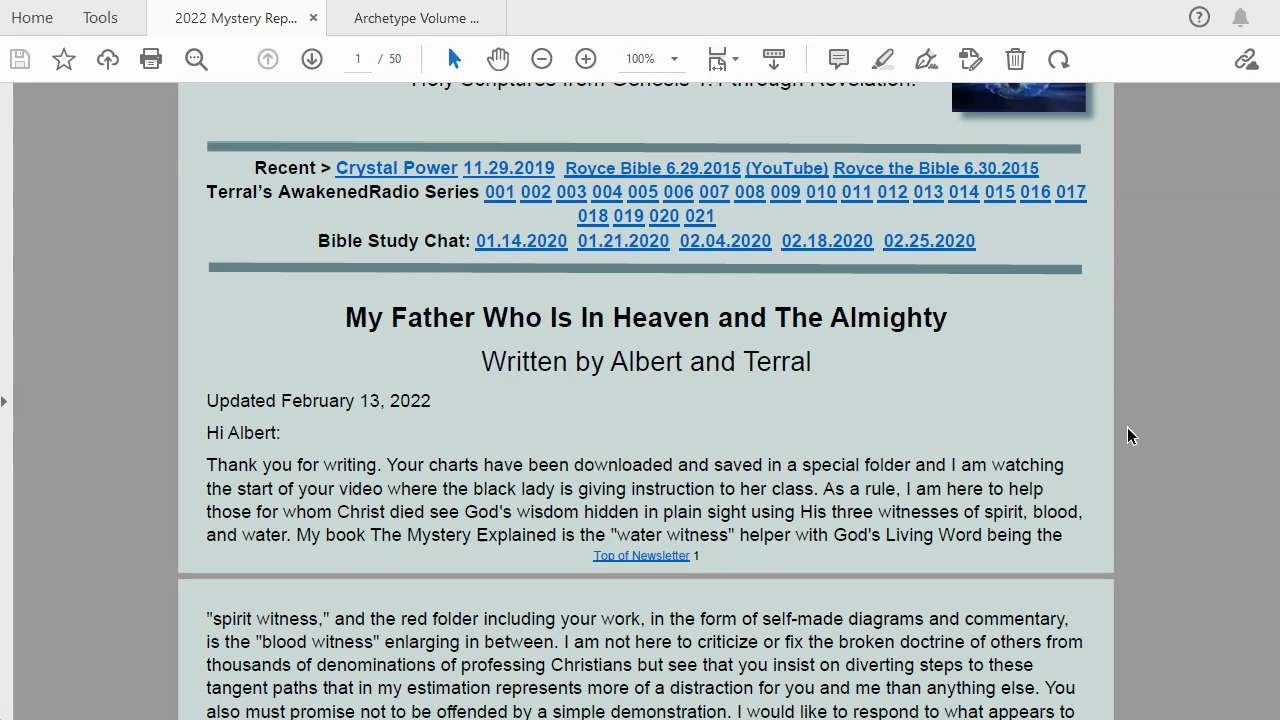 Home Tools 2022 Mystery Rep... × Archetype Volume ...
1 / 50 100%
Holy Scriptures from Genesis 1:1 through Revelation.
Recent > Crystal Power 11.29.2019 Royce Bible 6.29.2015 (YouTube) Royce the Bible 6.30.2015
Terral's AwakenedRadio Series 001 002 003 004 005 006 007 008 009 010 011 012 013 014 015 016 017
018 019 020 021
Bible Study Chat: 01.14.2020 01.21.2020 02.04.2020 02.18.2020 02.25.2020
My Father Who Is In Heaven and The Almighty
Written by Albert and Terral
Updated February 13, 2022
Hi Albert:
Thank you for writing. Your charts have been downloaded and saved in a special folder and I am watching
the start of your video where the black lady is giving instruction to her class. As a rule, I am here to help
those for whom Christ died see God's wisdom hidden in plain sight using His three witnesses of spirit, blood,
and water. My book The Mystery Explained is the "water witness" helper with God's Living Word being the
Top of Newsletter 1
"spirit witness," and the red folder including your work, in the form of self-made diagrams and commentary,
is the "blood witness" enlarging in between. I am not here to criticize or fix the broken doctrine of others from
thousands of denominations of professing Christians but see that you insist on diverting steps to these
tangent paths that in my estimation represents more of a distraction for you and me than anything else. You
also must promise not to be offended by a simple demonstration. I would like to respond to what appears to